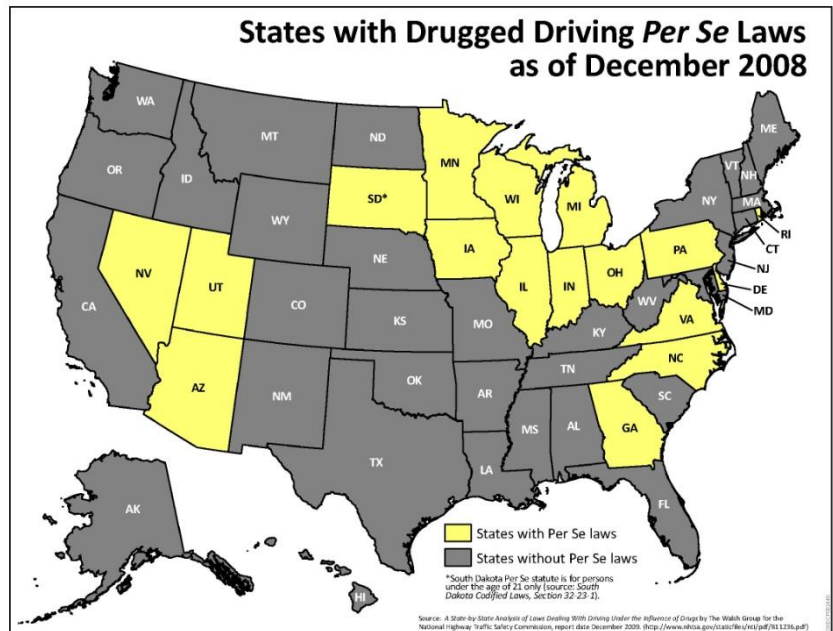 States with Drugged Driving Per Se Laws
as of December 2008
WA
MT
ND
MN
ME
OR
ID
SD*
WI
MI
VT
NH
NY
MA
WY
RI
CT
IA
PA
NJ
NE
NV
UT
IL
IN
OH
DE
MD
CA
CO
WV
VA
KS
MO
KY
NC
TN
AZ
NM
OK
AR
SC
MS
AL
GA
TX
LA
FL
AK
HI
States with Per Se laws
States without Per Se laws
*South Dakota Per Se statute is for persons
under the age of 21 only (source: South
Dakota Codified Laws, Section 32-23-1).
Source: A State-by-State Analysis of Laws Dealing With Driving Under the Influence of Drugs by The Walsh Group for the
National Highway Traffic Safety Commission, report date December 2009. (http://www.nhtsa.gov/staticfiles/nti/pdf/811236.pdf)